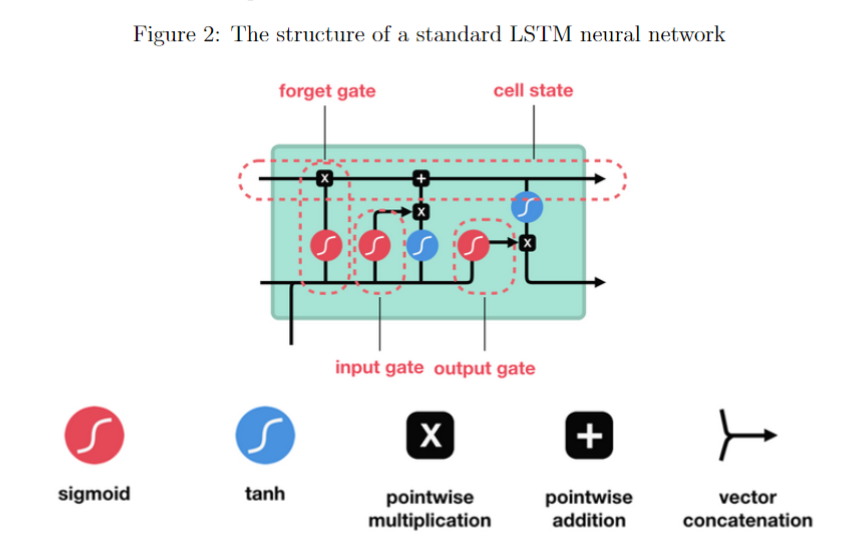 Figure 2: The structure of a standard LSTM neural network
forget gate
cell state
X
+
X
X
input gate
output gate
X
+
sigmoid
tanh
pointwise
multiplication
pointwise
addition
vector
concatenation